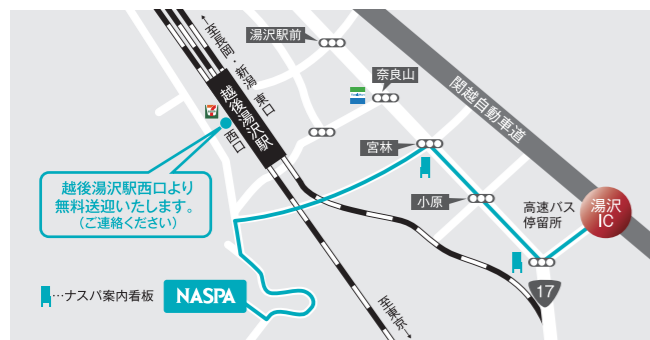 ←至長岡・新潟
湯沢駅前
奈良山
東口
越後湯沢駅
西口
7
関越自動車道
宮林
小原
高速バス
停留所
湯沢
IC
越後湯沢駅西口より
無料送迎いたします。
(ご連絡ください)
…ナスパ案内看板
NASPA
至東京→
17